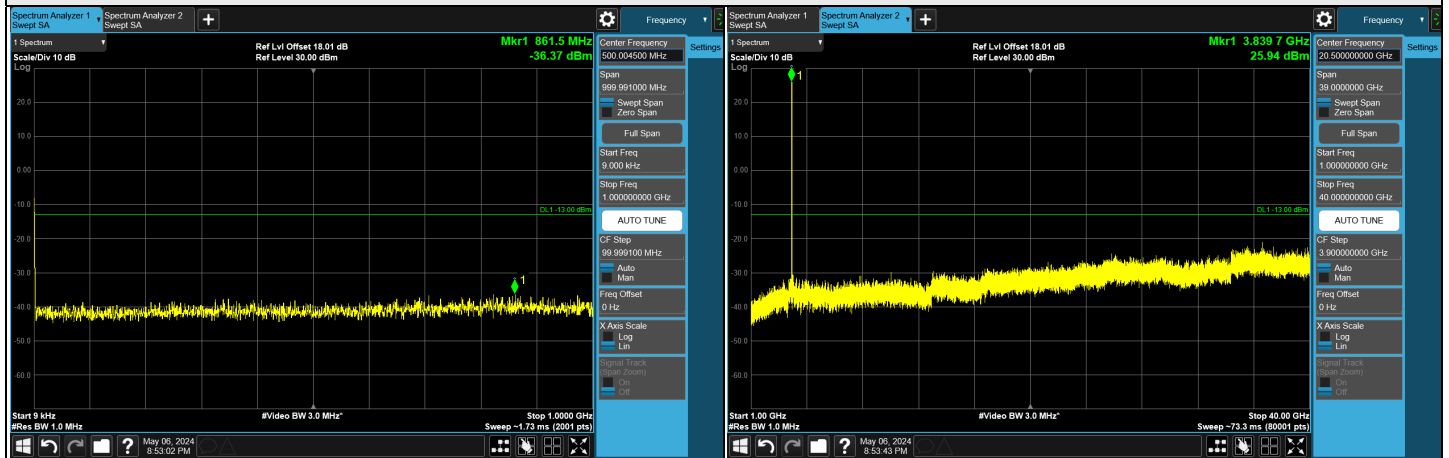 Spectrum Analyzer 1
Swept SA
Spectrum Analyzer 2
Swept SA
Frequency
1 Spectrum
Scale/Div 10 dB
Log
Ref Lvl Offset 18.01 dB
Ref Level 30.00 dBm
Mkr1 861.5 MHz
-36.37 dBm
1
20.0
10.0
0.00
-10.0
-20.0
-30.0
-40.0
-50.0
-60.0
DL1 -13.00 dBm
Start 9 kHz
#Res BW 1.0 MHz
#Video BW 3.0 MHz*
Stop 1.0000 GHz
Sweep ~1.73 ms (2001 pts)
Center Frequency
500.004500 MHz
Settings
Span
999.991000 MHz
Swept Span
Zero Span
Full Span
Start Freq
9.000 kHz
Stop Freq
1.000000000 GHz
AUTO TUNE
CF Step
99.999100 MHz
Auto
Man
Freq Offset
0 Hz
X Axis Scale
Log
Lin
Signal Track
(Span Zoom)
On
Off
?
May 06, 2024
8:53:02 PM
Spectrum Analyzer 1
Swept SA
Spectrum Analyzer 2
Swept SA
Frequency
1 Spectrum
Scale/Div 10 dB
Log
Ref Lvl Offset 18.01 dB
Ref Level 30.00 dBm
Mkr1 3.839 7 GHz
25.94 dBm
1
20.0
10.0
0.00
-10.0
-20.0
-30.0
-40.0
-50.0
-60.0
DL1 -13.00 dBm
Start 1.00 GHz
#Res BW 1.0 MHz
#Video BW 3.0 MHz*
Stop 40.00 GHz
Sweep ~73.3 ms (80001 pts)
Center Frequency
20.50000000 GHz
Settings
Span
39.0000000 GHz
Swept Span
Zero Span
Full Span
Start Freq
1.000000000 GHz
Stop Freq
40.00000000 GHz
AUTO TUNE
CF Step
3.900000000 GHz
Auto
Man
Freq Offset
0 Hz
X Axis Scale
Log
Lin
Signal Track
(Span Zoom)
On
Off
?
May 06, 2024
8:53:43 PM